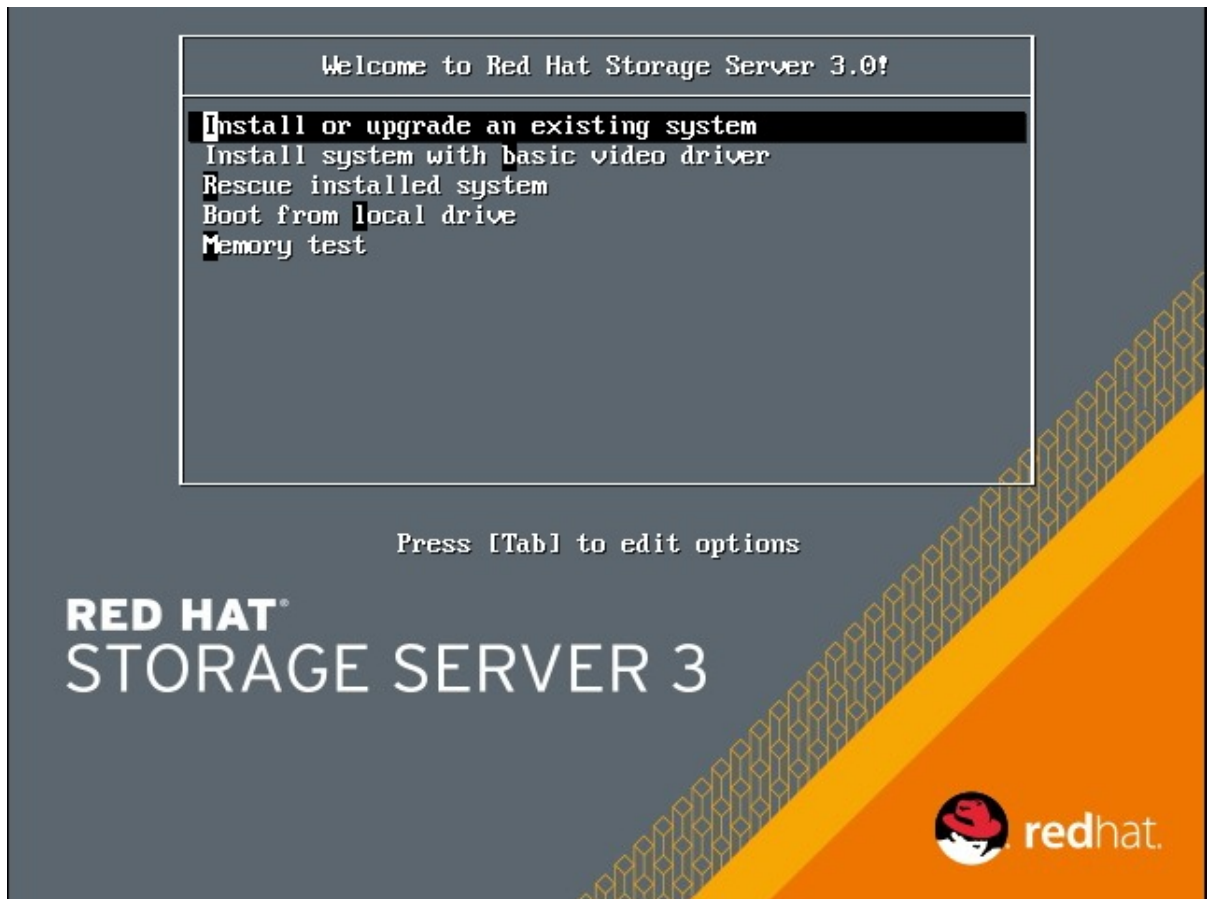 Welcome to Red Hat Storage Server 3.0!
Install or upgrade an existing system
Install system with basic video driver
Rescue installed system
Boot from local drive
Memory test
Press [Tab] to edit options
RED HAT®
STORAGE SERVER 3
redhat.